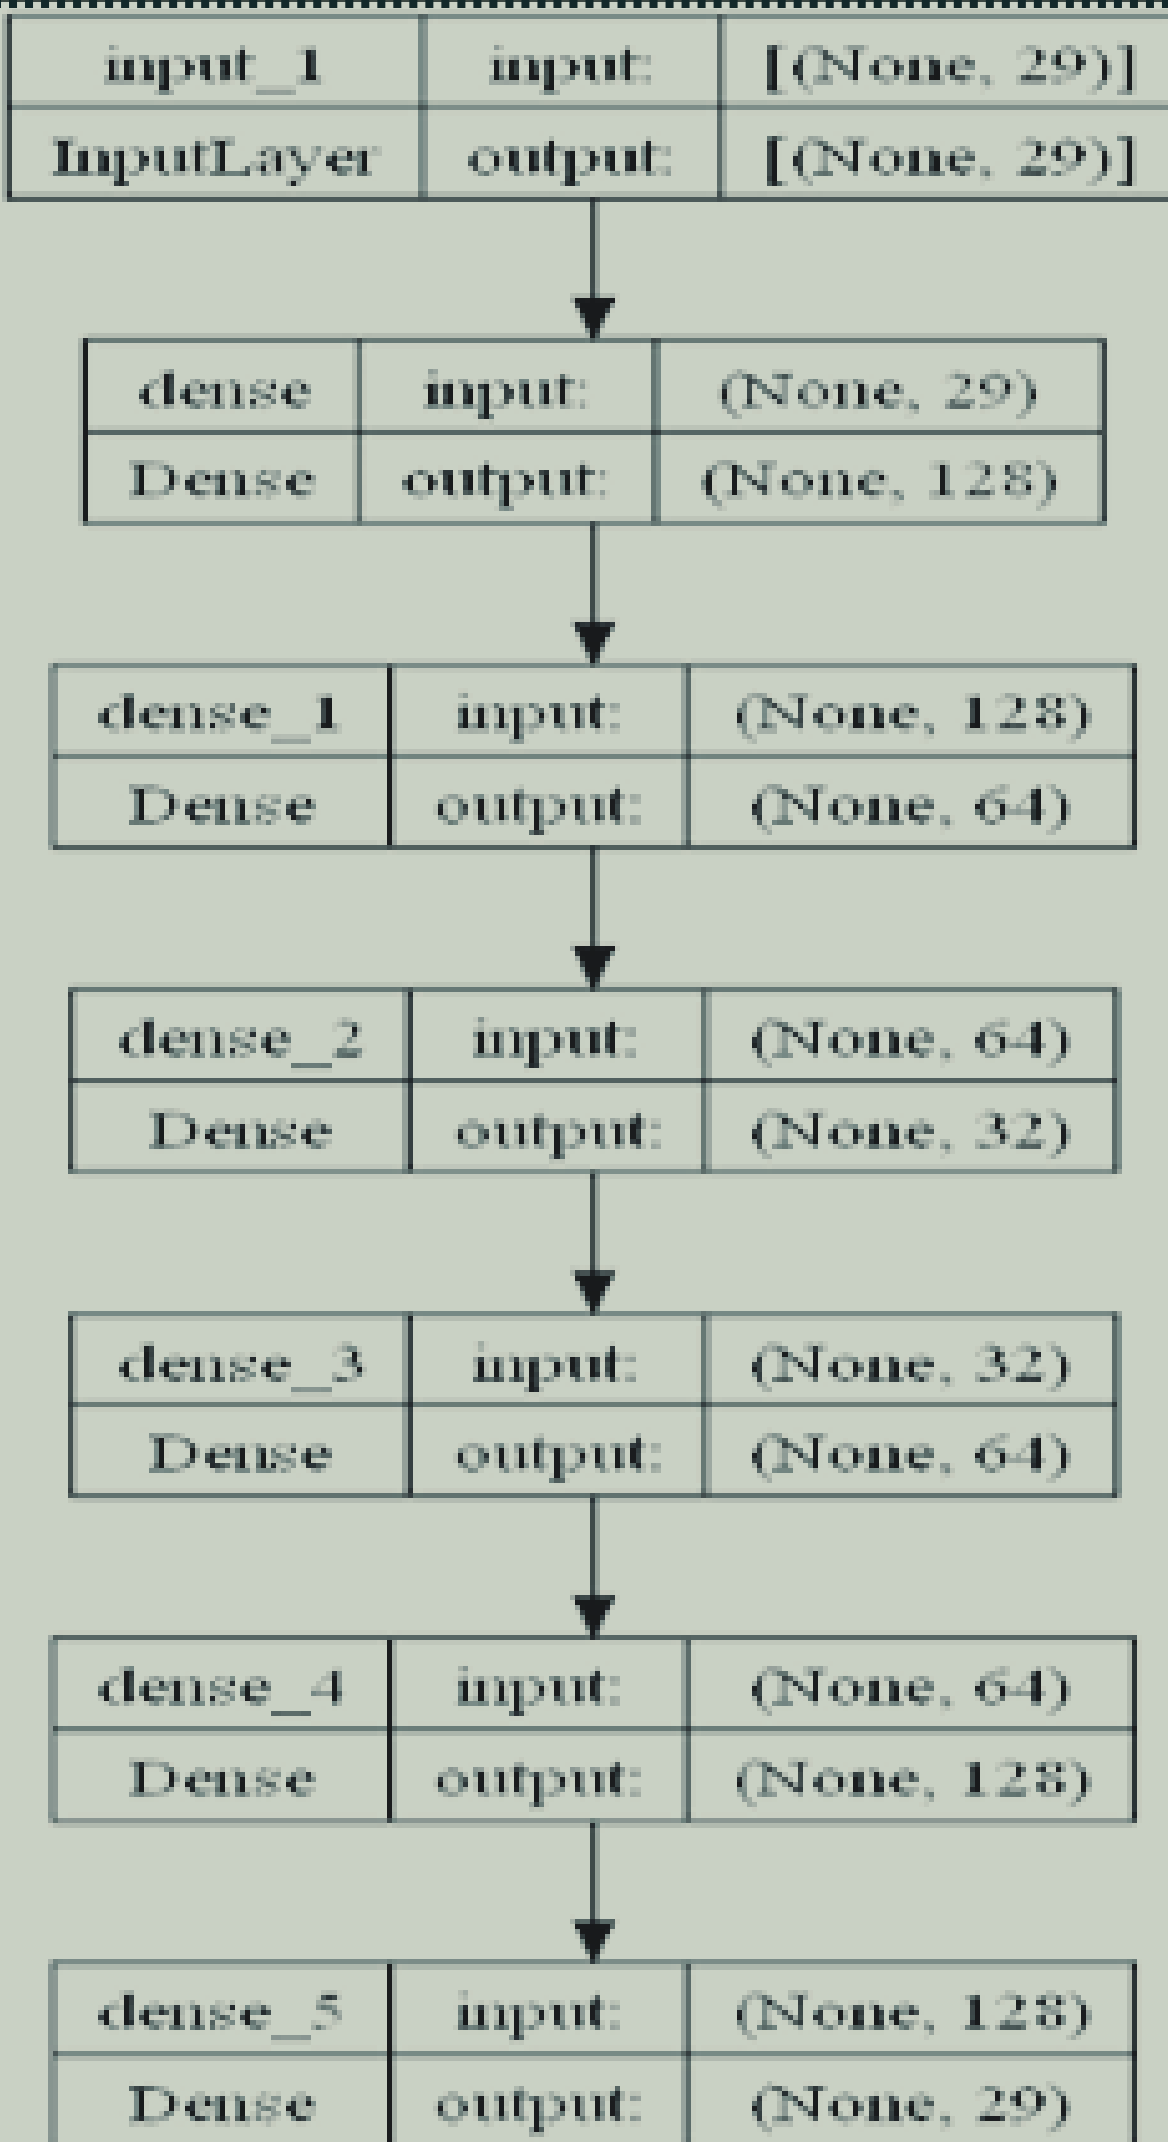 input_1 input: [(None, 29)]
InputLayer output: [(None, 29)]
dense input: (None, 29)
Dense output: (None, 128)
dense_1 input: (None, 128)
Dense output: (None, 64)
dense_2 input: (None, 64)
Dense output: (None, 32)
dense_3 input: (None, 32)
Dense output: (None, 64)
dense_4 input: (None, 64)
Dense output: (None, 128)
dense_5 input: (None, 128)
Dense output: (None, 29)